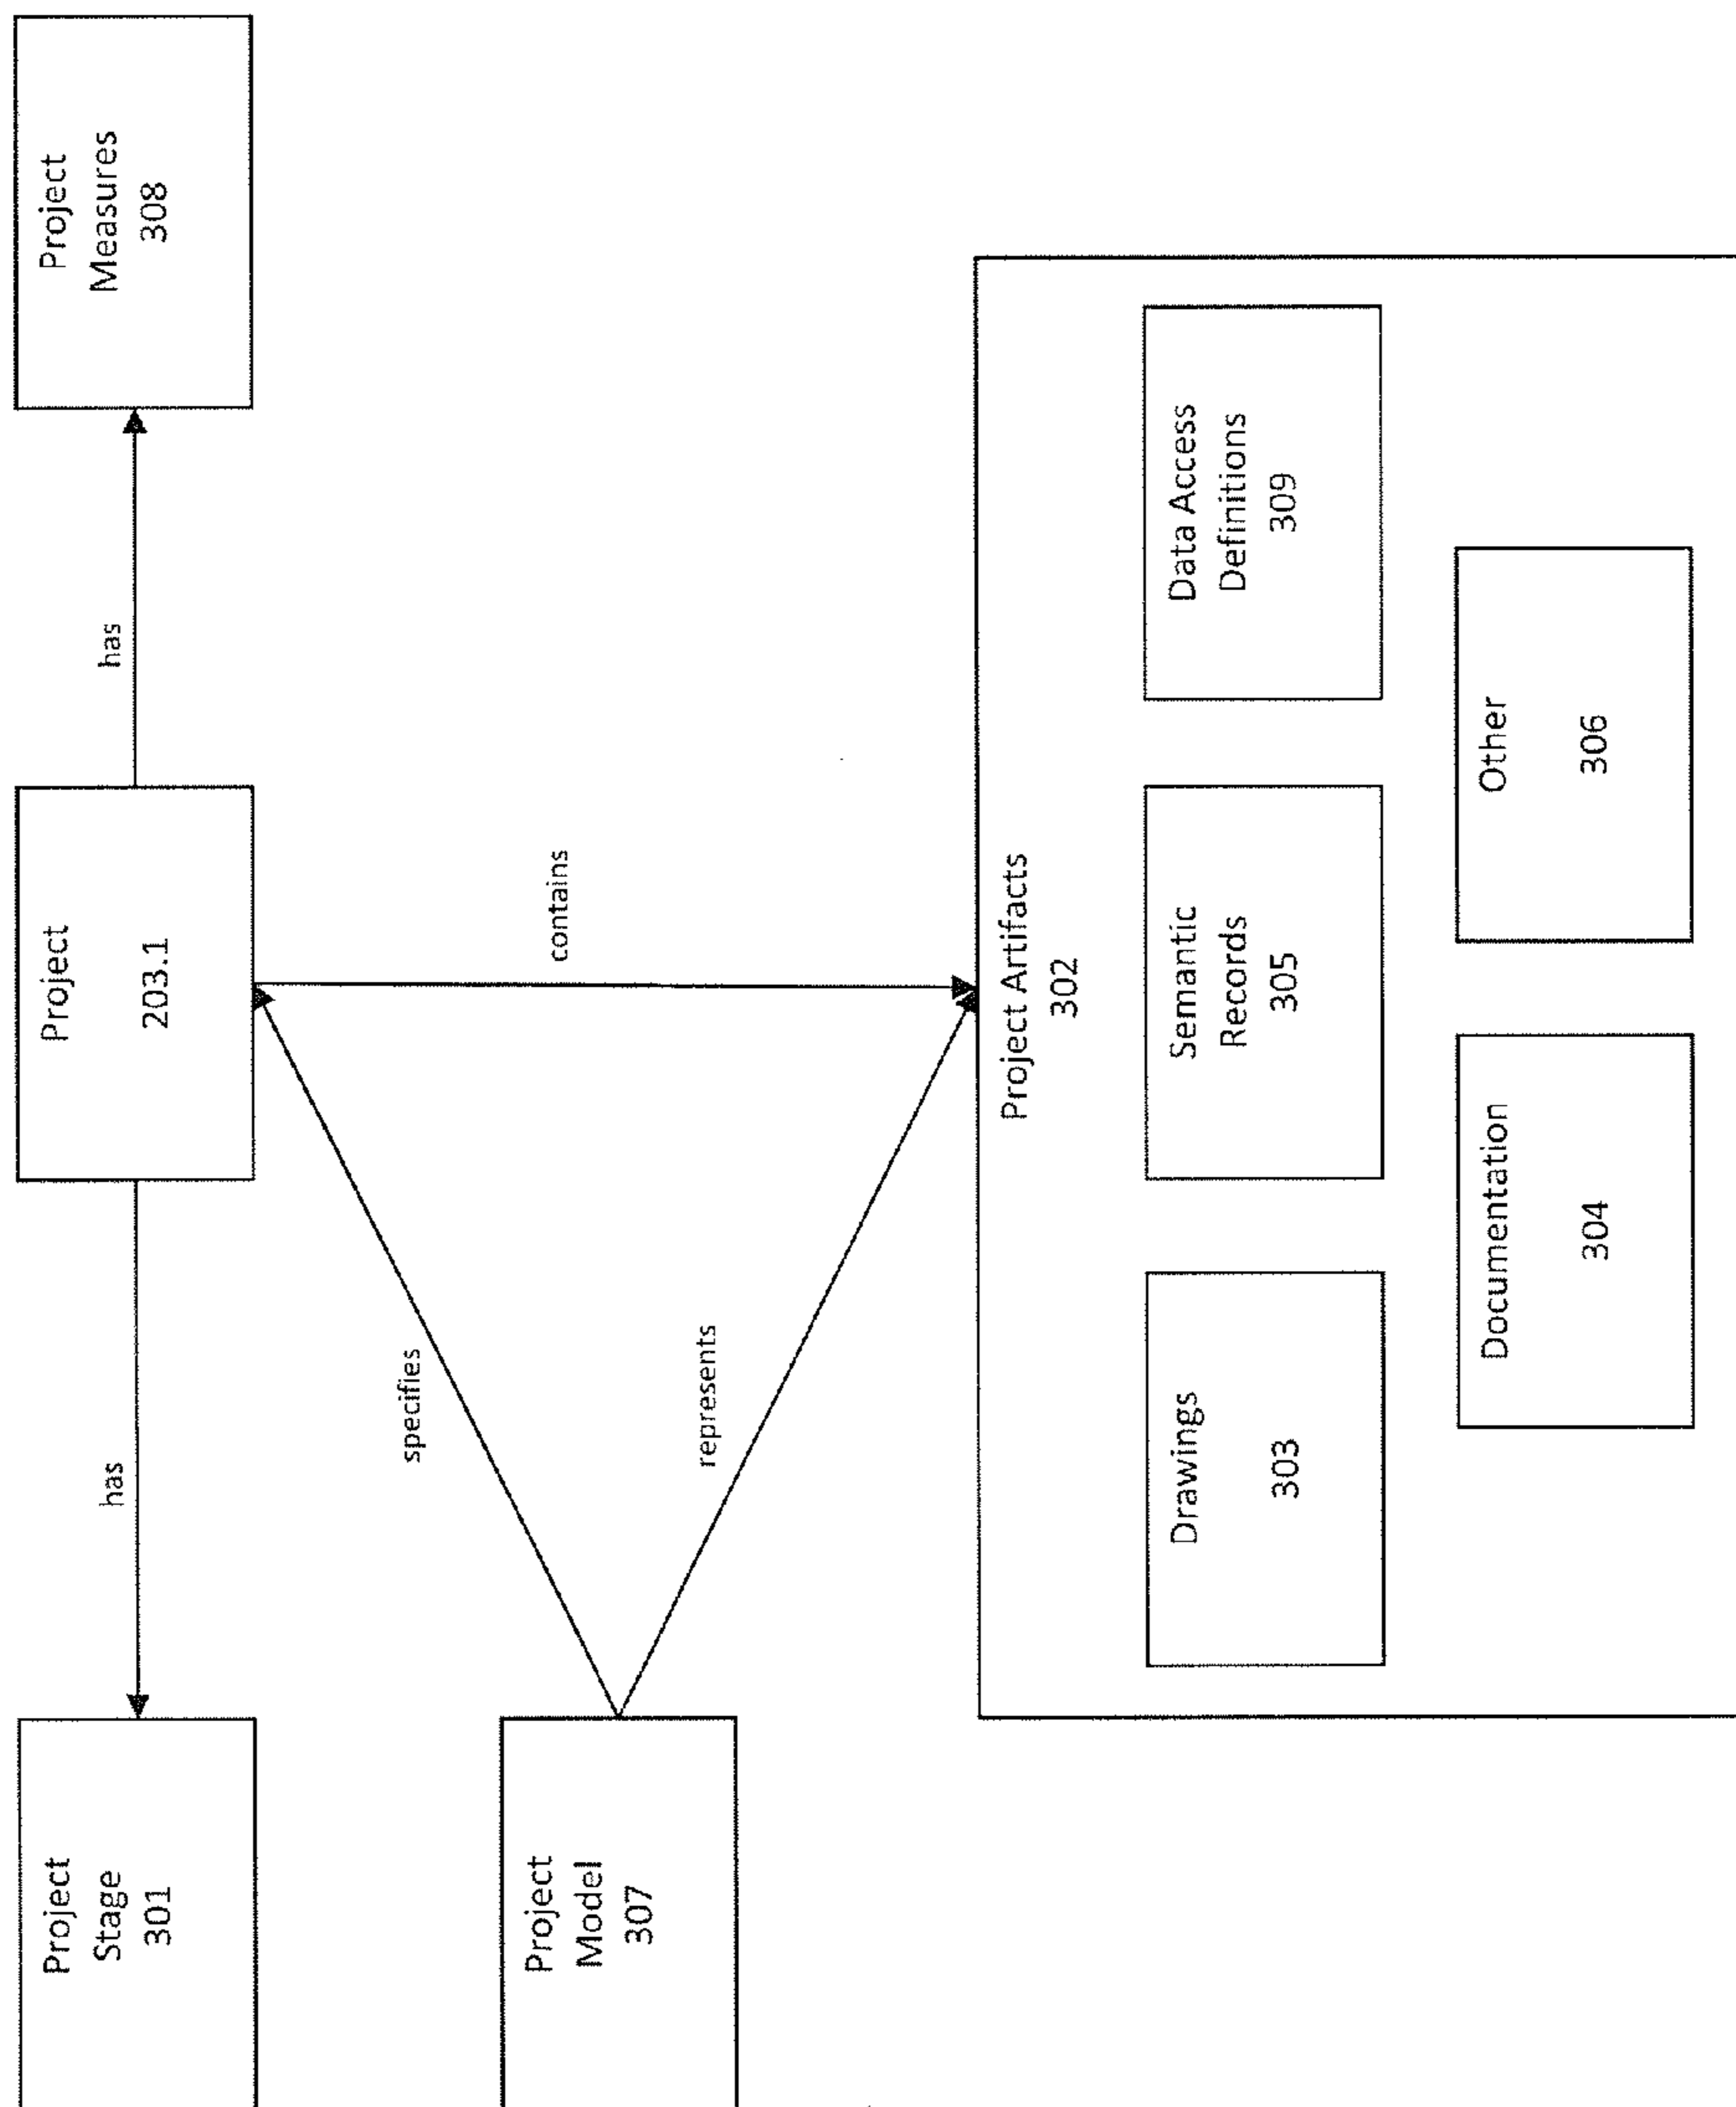 Project
Stage
301
has
Project
203.1
has
Project
Measures
308
specifies
contains
Project
Model
307
represents
Project Artifacts
302
Drawings
303
Semantic
Records
305
Data Access
Definitions
309
Documentation
304
Other
306